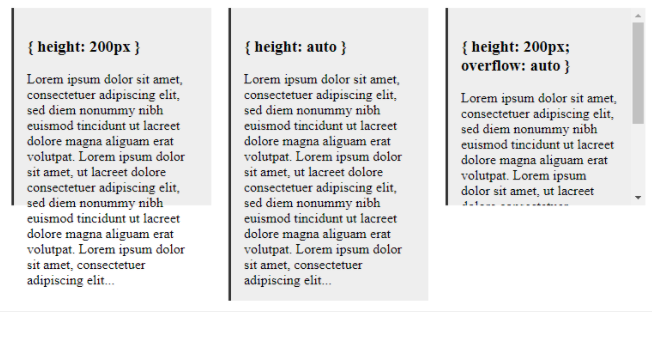 { height: 200px }
Lorem ipsum dolor sit amet,
consectetuer adipiscing elit,
sed diem nonummy nibh
euismod tincidunt ut lacreet
dolore magna aliguam erat
volutpat. Lorem ipsum dolor
sit amet, ut lacreet dolore
consectetuer adipiscing elit,
sed diem nonummy nibh
euismod tincidunt ut lacreet
dolore magna aliguam erat
volutpat. Lorem ipsum dolor
sit amet, consectetuer
adipiscing elit...
{ height: auto }
Lorem ipsum dolor sit amet,
consectetuer adipiscing elit,
sed diem nonummy nibh
euismod tincidunt ut lacreet
dolore magna aliguam erat
volutpat. Lorem ipsum dolor
sit amet, ut lacreet dolore
consectetuer adipiscing elit,
sed diem nonummy nibh
euismod tincidunt ut lacreet
dolore magna aliguam erat
volutpat. Lorem ipsum dolor
sit amet, consectetuer
adipiscing elit...
{ height: 200px;
overflow: auto }
Lorem ipsum dolor sit amet,
consectetuer adipiscing elit,
sed diem nonummy nibh
euismod tincidunt ut lacreet
dolore magna aliguam erat
volutpat. Lorem ipsum
dolor sit amet, ut lacreet